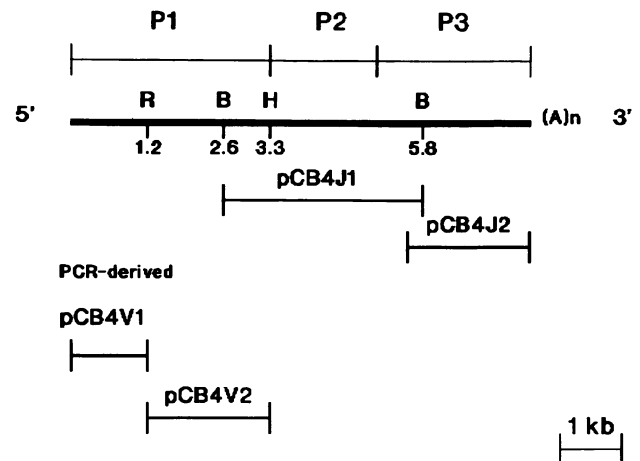 P1 P2 P3
R B H B
5' (A)n 3'
1.2 2.6 3.3 5.8
pCB4J1
pCB4J2
PCR-derived
pCB4V1
pCB4V2
1 kb